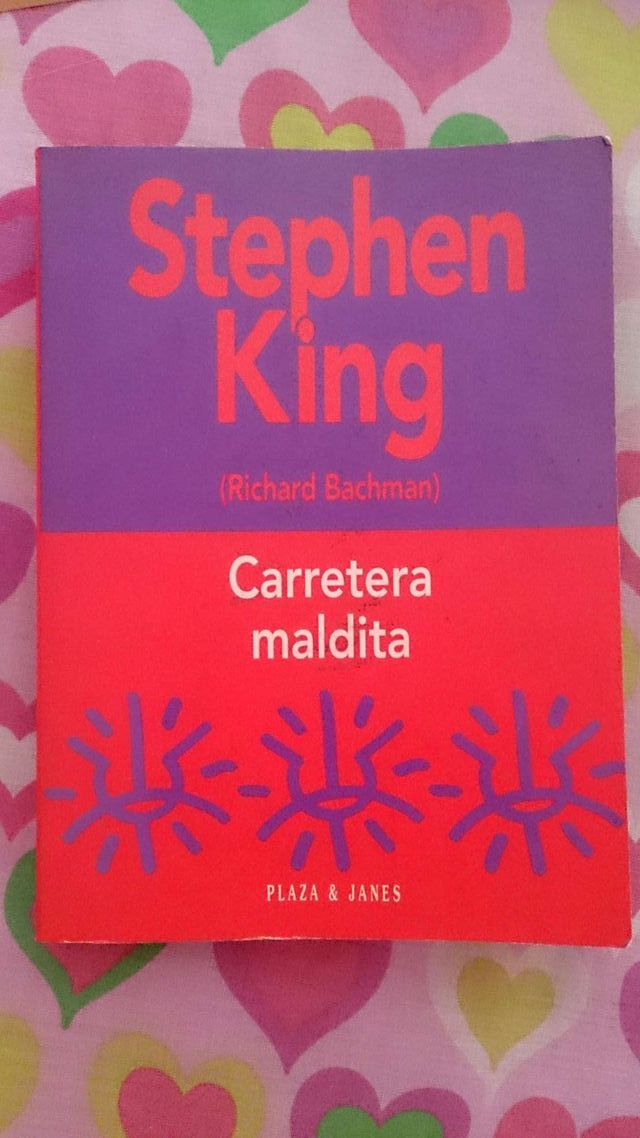 Stephen
King
(Richard Bachman)
Carretera
maldita
PLAZA & JANES